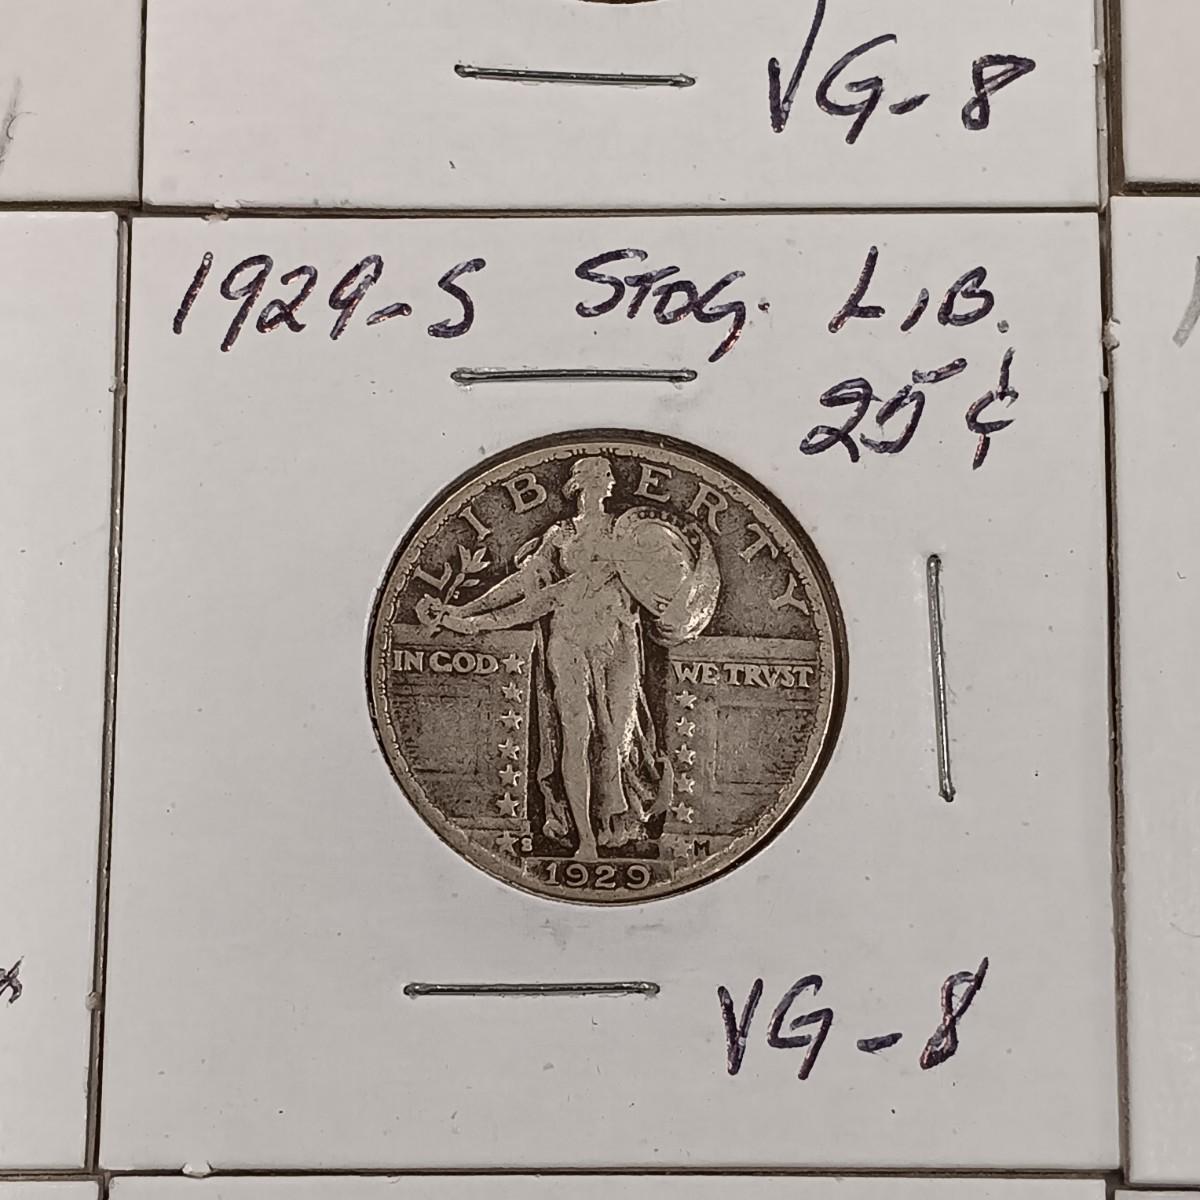 VG-8
1929-S STDG. LIB.
25¢
LIBERTY
IN GOD WE TRVST
S M
1929
VG-8